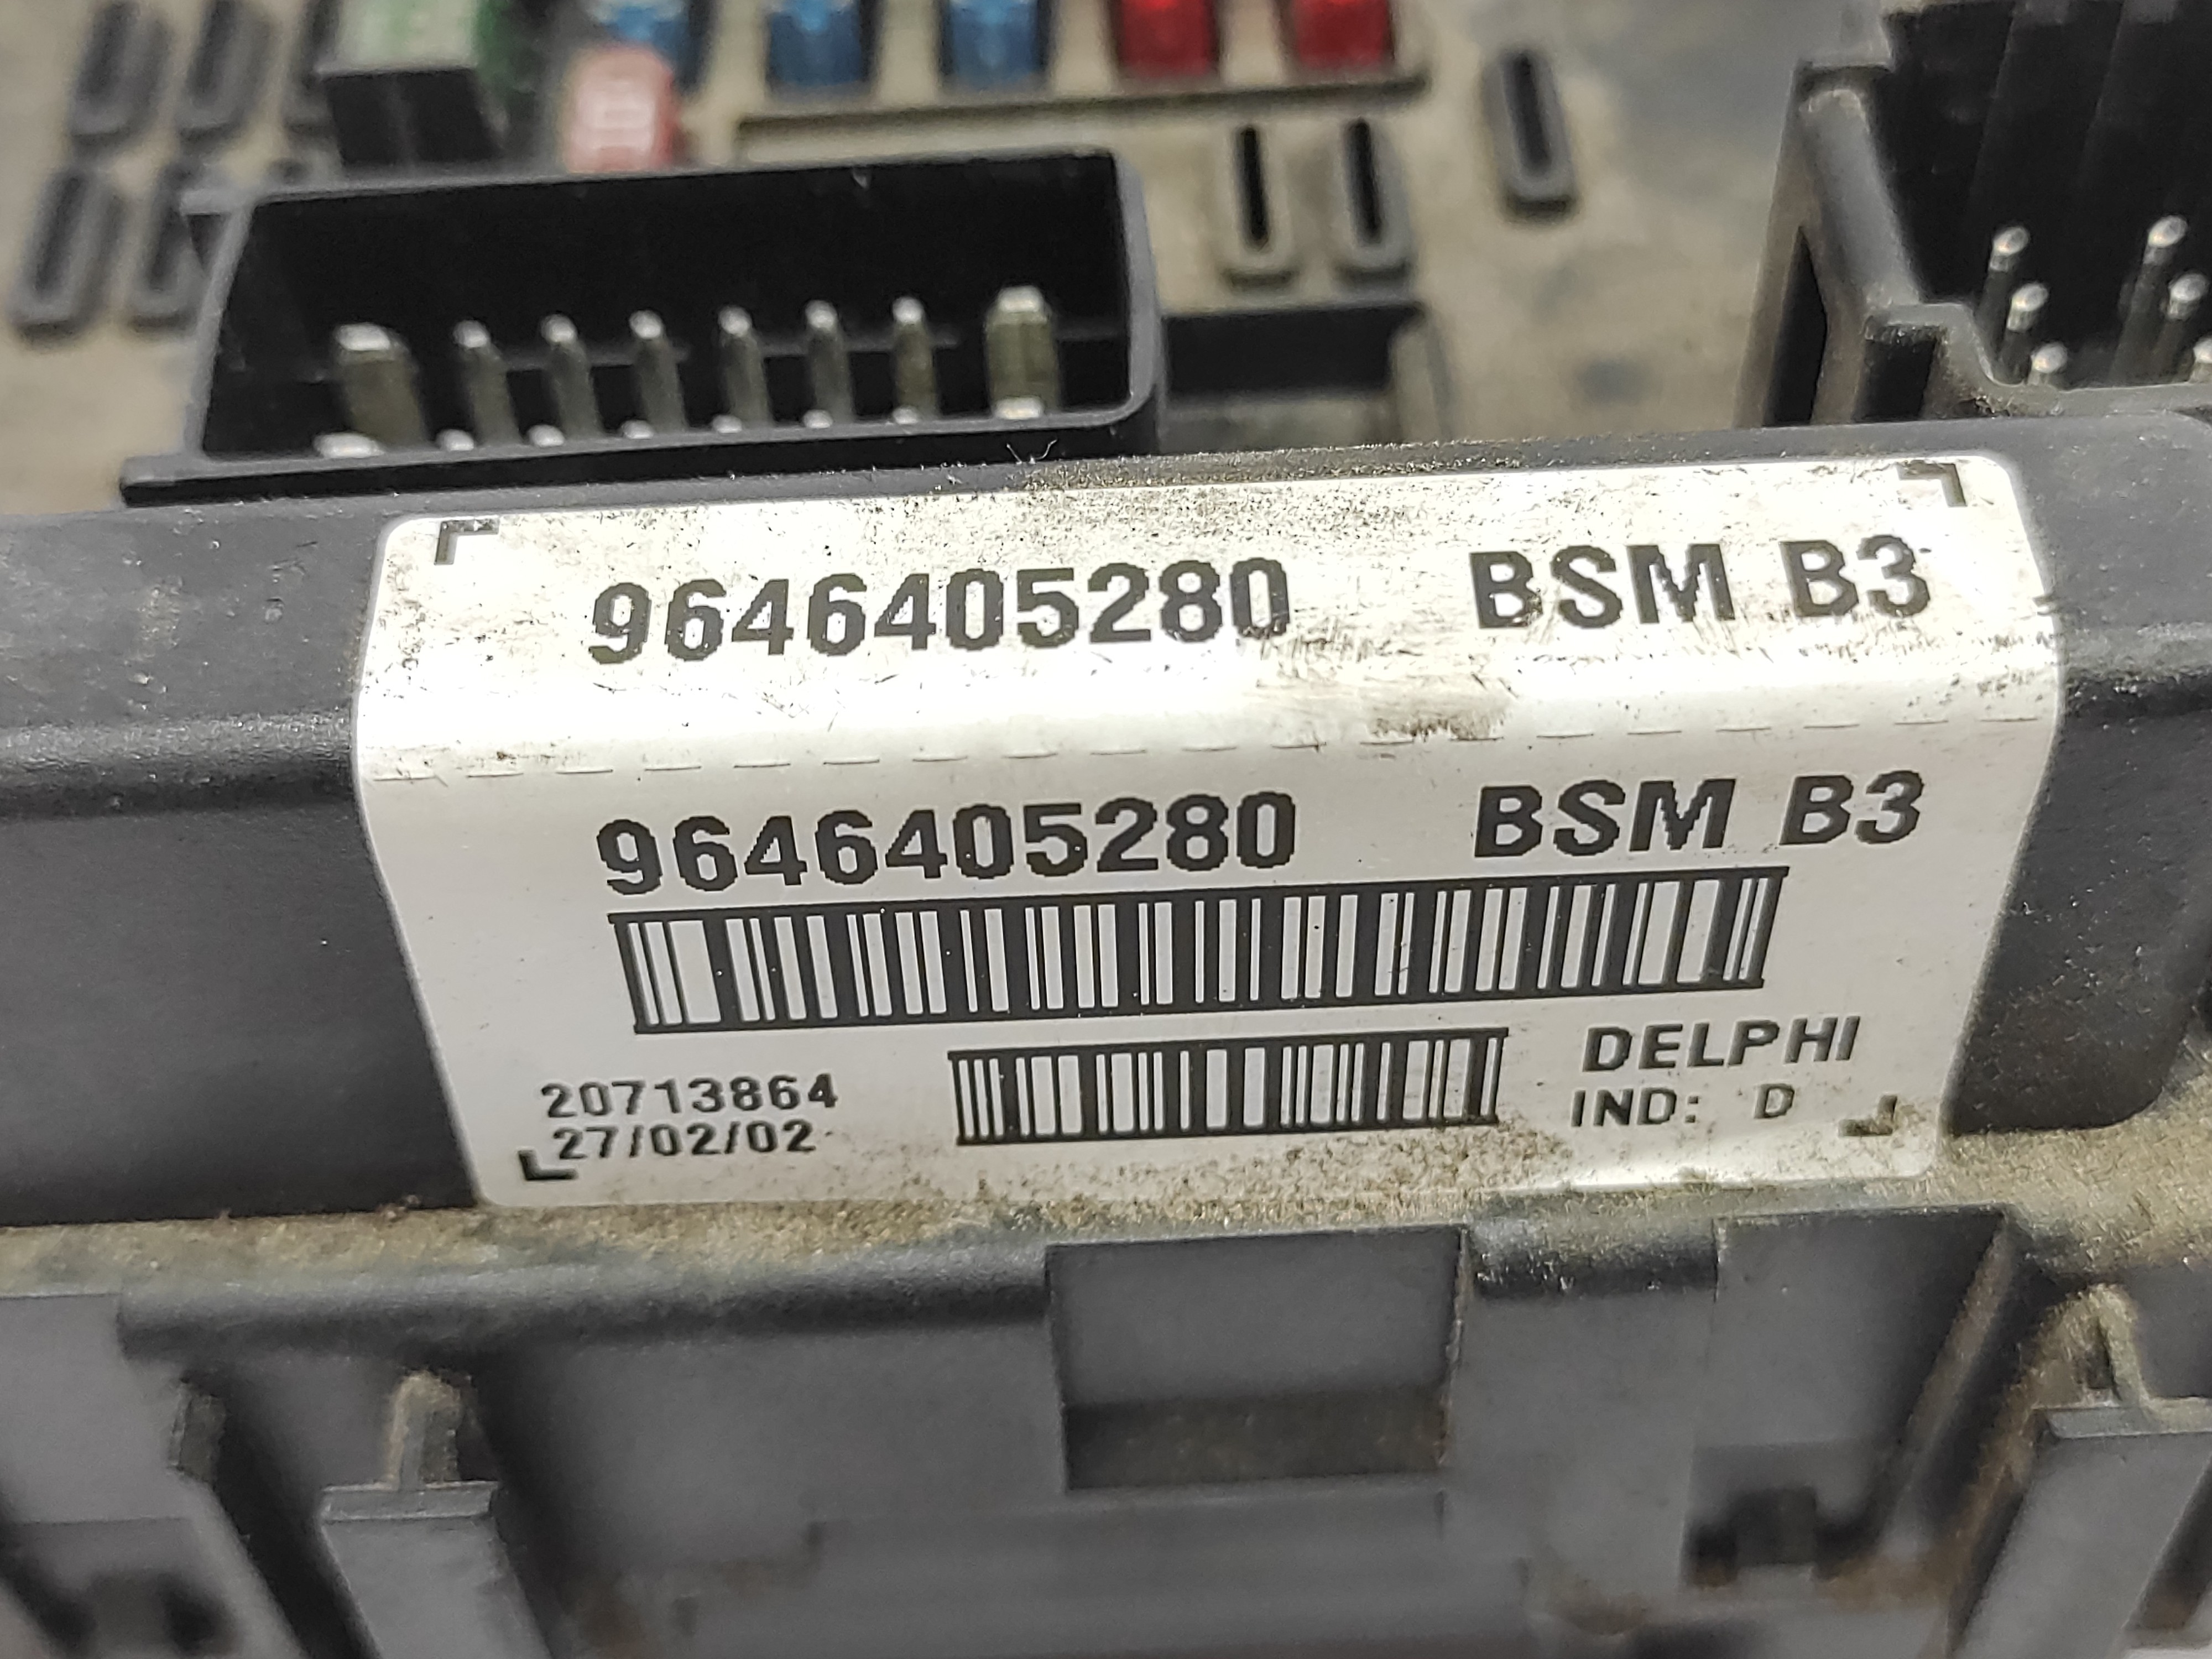 9646405280 BSM B3
9646405280 BSM B3
DELPHI
20713864
IND: D
27/02/02